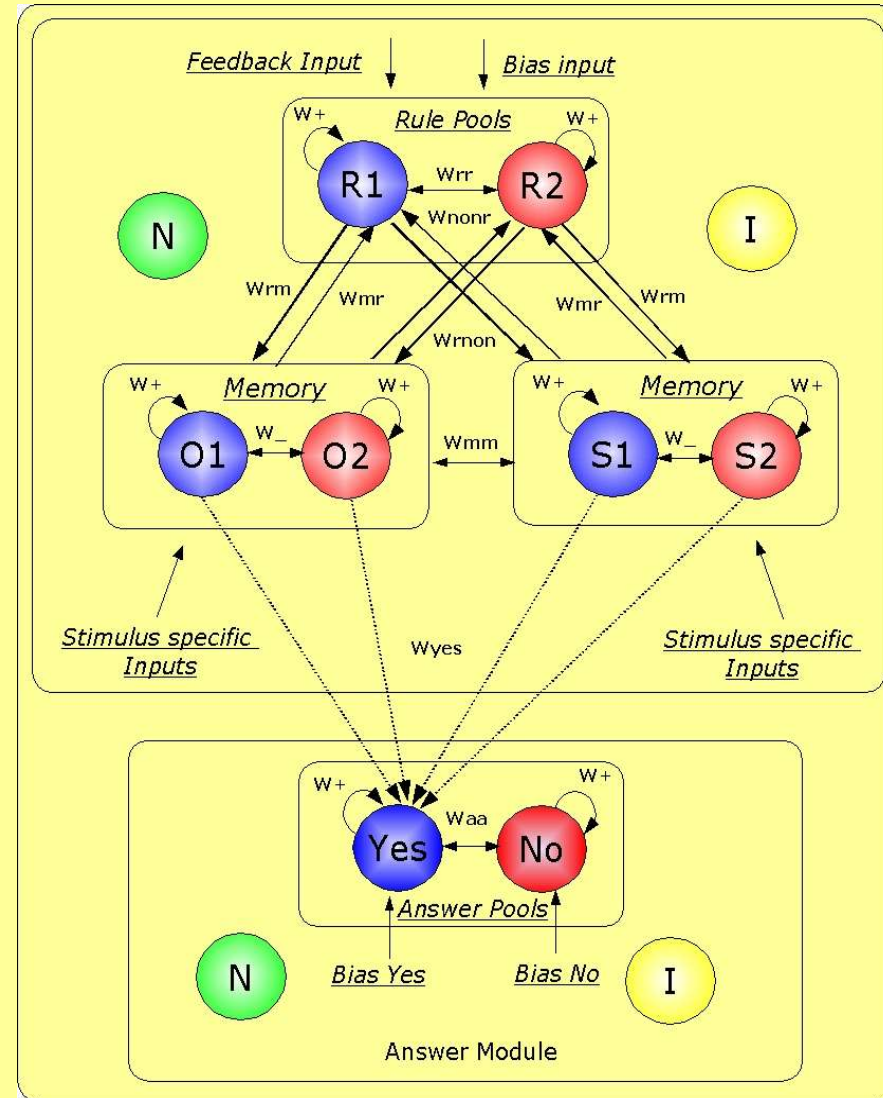 Feedback Input
Bias input
W+
Rule Pools
W+
R1
Wrr
R2
Wnonr
N
I
Wrm
Wmr
Wmr
Wrm
Wrnon
W+
Memory
W+
W+
Memory
W+
O1
W_
O2
Wmm
S1
W_
S2
Stimulus specific
Inputs
Wyes
Stimulus specific
Inputs
W+
W+
Yes
Waa
No
Answer Pools
N
Bias Yes
Bias No
I
Answer Module